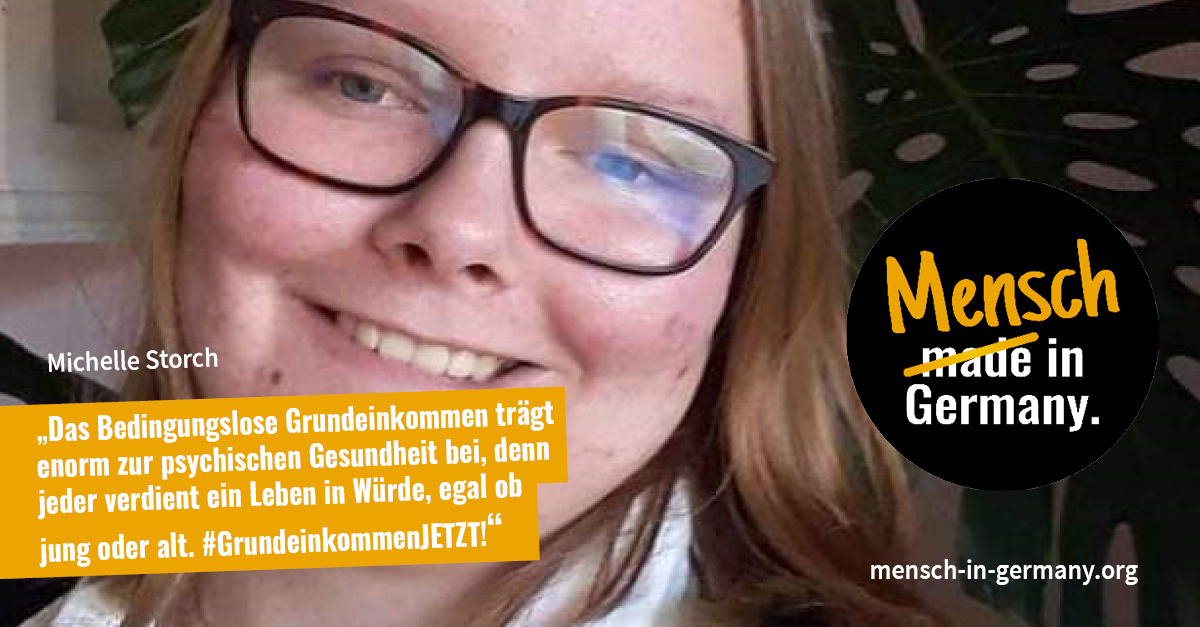 Michelle Storch
„Das Bedingungslose Grundeinkommen trägt
enorm zur psychischen Gesundheit bei, denn
jeder verdient ein Leben in Würde, egal ob
jung oder alt. #GrundeinkommenJETZT!“
Mensch
made in
Germany.
mensch-in-germany.org